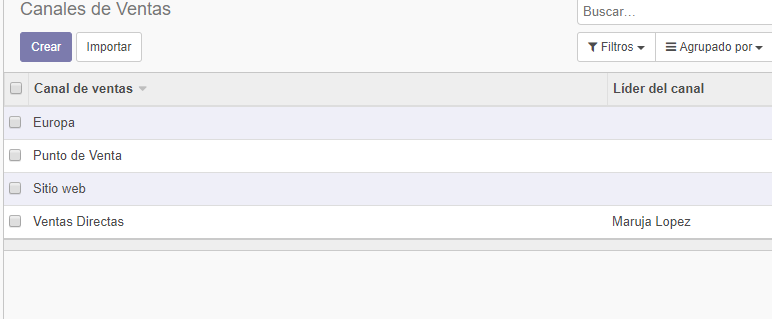 Canales de Ventas
Buscar...
Crear Importar
Filtros Agrupado por
Canal de ventas Líder del canal
Europa
Punto de Venta
Sitio web
Ventas Directas Maruja Lopez